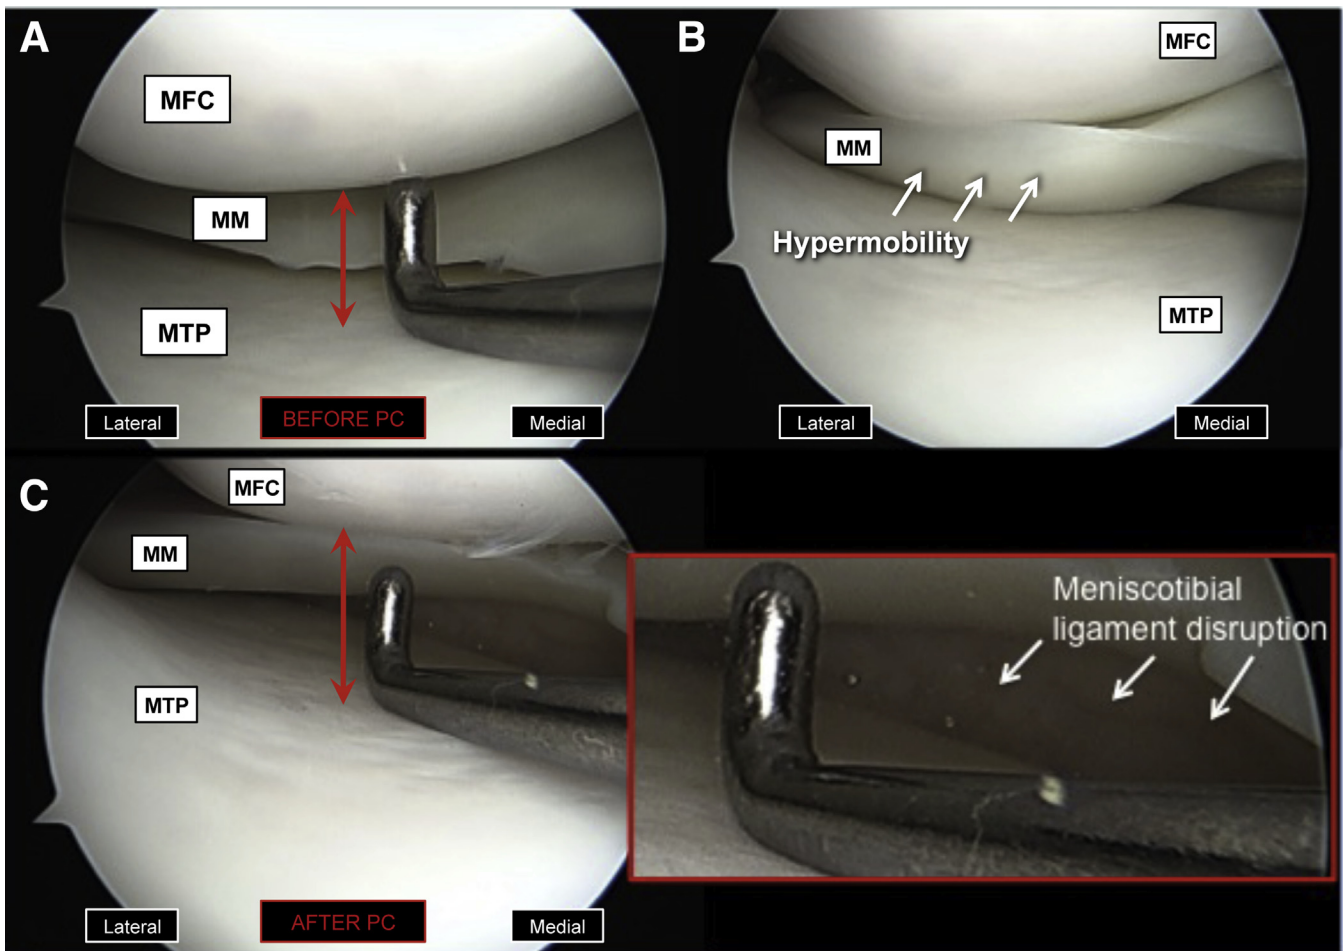 A
MFC
MM
MTP
Lateral
BEFORE PC
Medial
B
MFC
MM
Hypermobility
MTP
Lateral
Medial
C
MFC
MM
MTP
Lateral
AFTER PC
Medial
Meniscotibial
ligament disruption